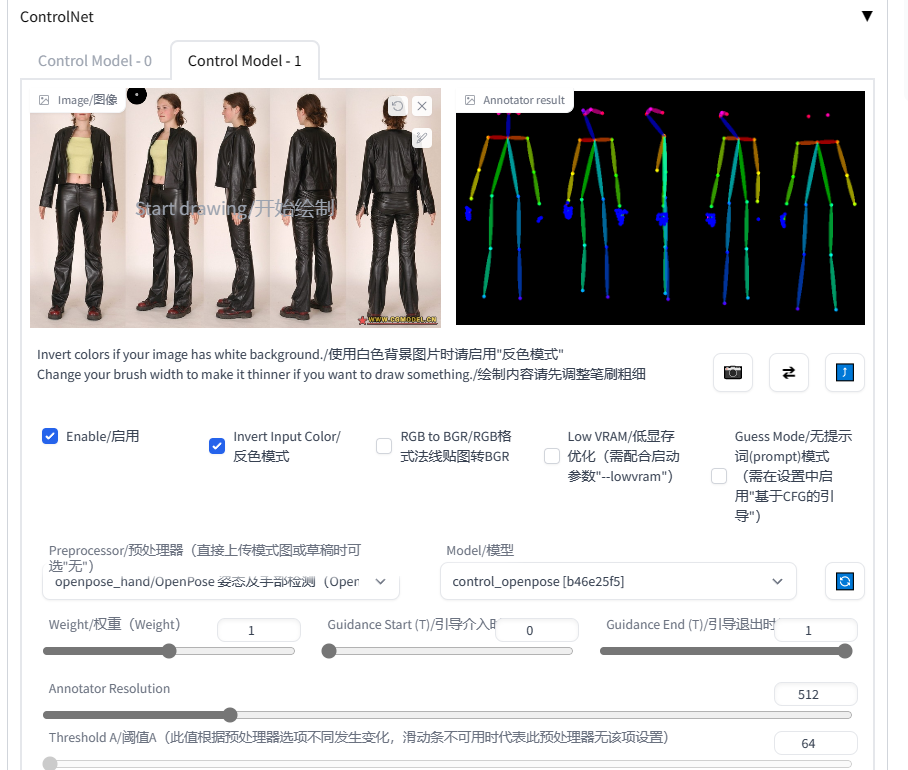 ControlNet
Control Model - 0
Control Model - 1
Image/图像
Annotator result
Start drawing/开始绘制
WWW.CGMODEL.CN
Invert colors if your image has white background./使用白色背景图片时请启用"反色模式"
Change your brush width to make it thinner if you want to draw something./绘制内容请先调整笔刷粗细
Enable/启用
Invert Input Color/
反色模式
RGB to BGR/RGB格
式法线贴图转BGR
Low VRAM/低显存
优化（需配合启动
参数"--lowvram"）
Guess Mode/无提示
词(prompt)模式
（需在设置中启
用"基于CFG的引
导"）
Preprocessor/预处理器（直接上传模式图或草稿时可
选"无"）
openpose_hand/OpenPose 姿态及手部检测（Open
Model/模型
control_openpose [b46e25f5]
Weight/权重（Weight）
1
Guidance Start (T)/引导介入时
0
Guidance End (T)/引导退出时
1
Annotator Resolution
512
Threshold A/阈值A（此值根据预处理器选项不同发生变化，滑动条不可用时代表此预处理器无该项设置）
64